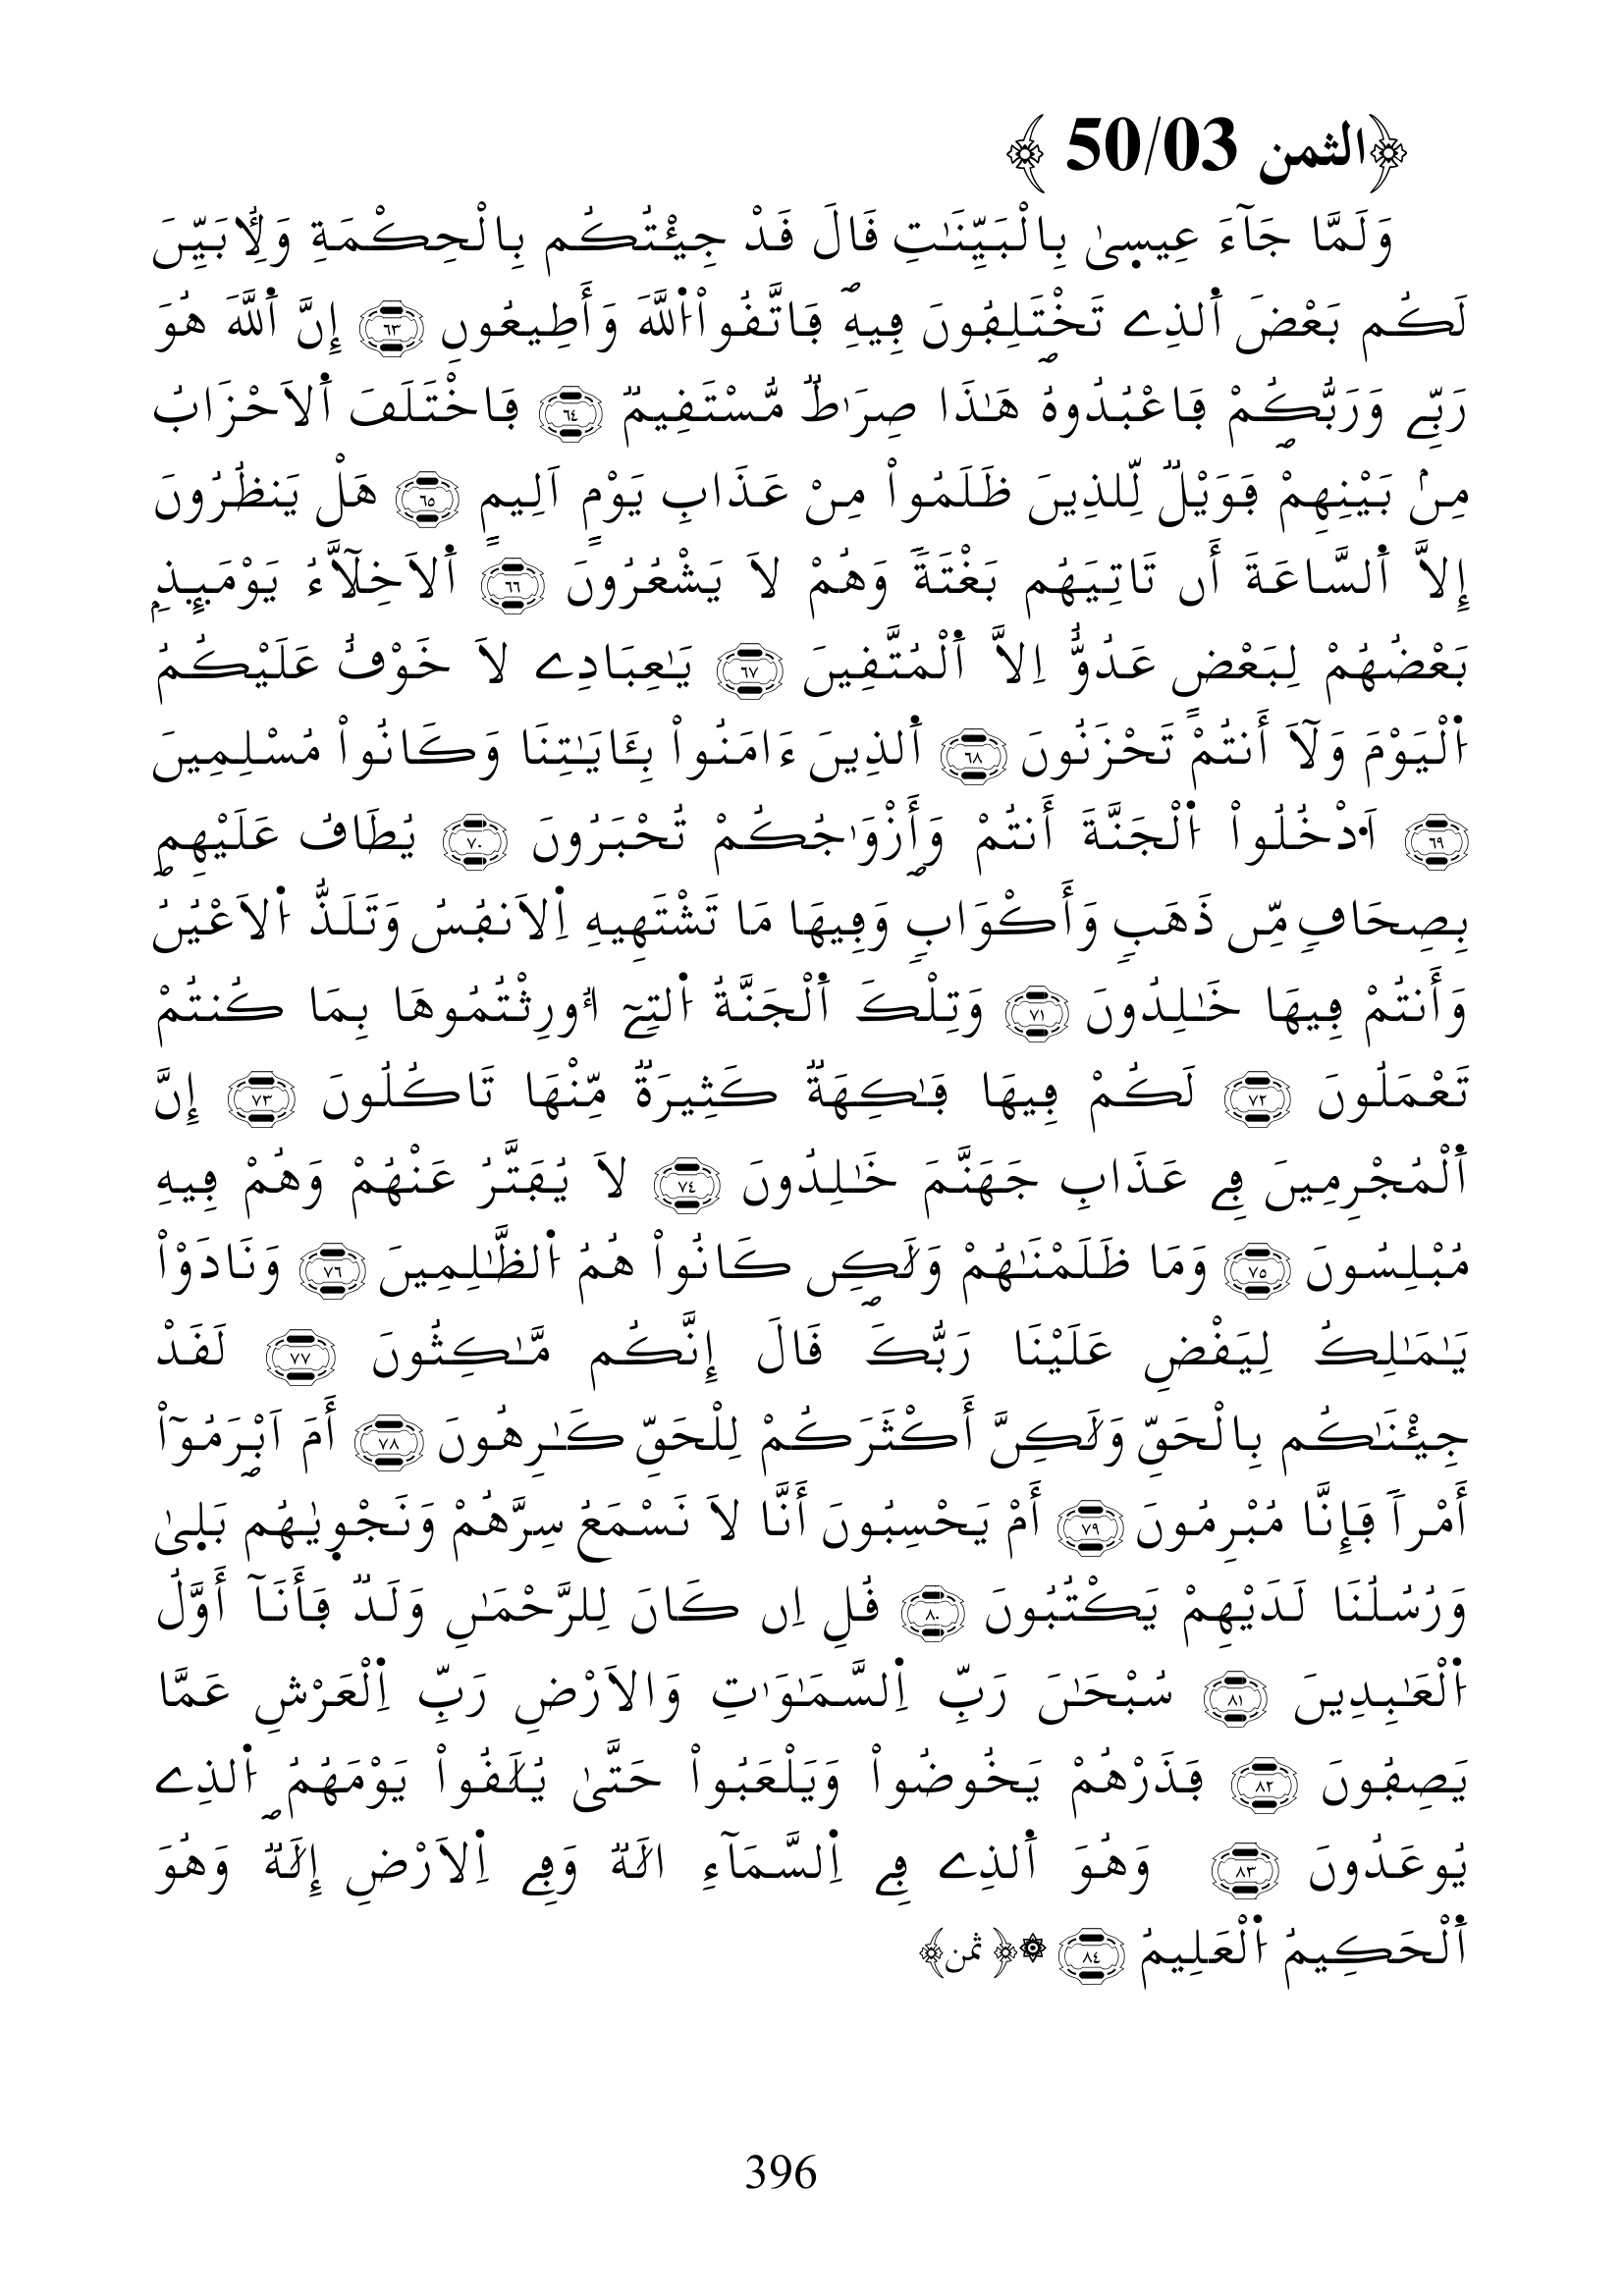 ﴿الثمن 50/03 ﴾
وَلَمَّا جَآءَ عِيسۭىٰ بِالْبَيِّنَٰتِ قَالَ قَدْ جِيْتُكُم بِالْحِكْمَةِ وَلِأُبَيِّنَ
لَكُم بَعْضَ اَ۬لذِے تَخْتَلِفُونَ فِيهِۖ فَاتَّقُواْ اُ۬للَّهَ وَأَطِيعُونِۖ ٦٣ إِنَّ اَ۬للَّهَ هُوَ
رَبِّے وَرَبُّكُمْ فَاعْبُدُوهُۖ هَٰذَا صِرَٰطٞ مُّسْتَقِيمٞۖ ٦٤ فَاخْتَلَفَ اَ۬لَاحْزَابُ
مِنۢ بَيْنِهِمْۖ فَوَيْلٞ لِّلذِينَ ظَلَمُواْ مِنْ عَذَابِ يَوْمٍ اَلِيمٍۖ ٦٥ هَلْ يَنظُرُونَ
إِلَّا اَ۬لسَّاعَةَ أَن تَاتِيَهُم بَغْتَةٗ وَهُمْ لَا يَشْعُرُونَۖ ٦٦ اَ۬لَاخِلَّآءُ يَوْمَئِذِۢ
بَعْضُهُمْ لِبَعْضٍ عَدُوٌّ اِلَّا اَ۬لْمُتَّقِينَۖ ٦٧ يَٰعِبَادِے لَا خَوْفٌ عَلَيْكُمُ
اُ۬لْيَوْمَ وَلَآ أَنتُمْ تَحْزَنُونَۖ ٦٨ اَ۬لذِينَ ءَامَنُواْ بِـَٔايَٰتِنَا وَكَانُواْ مُسْلِمِينَۖ
٦٩ اَ۟دْخُلُواْ اُ۬لْجَنَّةَ أَنتُمْ وَأَزْوَٰجُكُمْ تُحْبَرُونَۖ ٧٠ يُطَافُ عَلَيْهِم
بِصِحَافٖ مِّن ذَهَبٖ وَأَكْوَابٖ وَفِيهَا مَا تَشْتَهِيهِ اِ۬لَانفُسُ وَتَلَذُّ اُ۬لَاعْيُنُ
وَأَنتُمْ فِيهَا خَٰلِدُونَۖ ٧١ وَتِلْكَ اَ۬لْجَنَّةُ اُ۬لتِےٓ أُورِثْتُمُوهَا بِمَا كُنتُمْ
تَعْمَلُونَۖ ٧٢ لَكُمْ فِيهَا فَٰكِهَةٞ كَثِيرَةٞ مِّنْهَا تَاكُلُونَۖ ٧٣ إِنَّ
اَ۬لْمُجْرِمِينَ فِے عَذَابِ جَهَنَّمَ خَٰلِدُونَ ٧٤ لَا يُفَتَّرُ عَنْهُمْ وَهُمْ فِيهِ
مُبْلِسُونَۖ ٧٥ وَمَا ظَلَمْنَٰهُمْ وَلَٰكِن كَانُواْ هُمُ اُ۬لظَّٰلِمِينَۖ ٧٦ وَنَادَوْاْ
يَٰمَٰلِكُ لِيَقْضِ عَلَيْنَا رَبُّكَۖ قَالَ إِنَّكُم مَّٰكِثُونَۖ ٧٧ لَقَدْ
جِيْنَٰكُم بِالْحَقِّ وَلَٰكِنَّ أَكْثَرَكُمْ لِلْحَقِّ كَٰرِهُونَۖ ٧٨ أَمَ اَبْرَمُوٓاْ
أَمْراٗ فَإِنَّا مُبْرِمُونَۖ ٧٩ أَمْ يَحْسِبُونَ أَنَّا لَا نَسْمَعُ سِرَّهُمْ وَنَجْوۭيٰهُم بَلۭىٰ
وَرُسُلُنَا لَدَيْهِمْ يَكْتُبُونَۖ ٨٠ قُلِ اِن كَانَ لِلرَّحْمَٰنِ وَلَدٞ فَأَنَآ أَوَّلُ
اُ۬لْعَٰبِدِينَۖ ٨١ سُبْحَٰنَ رَبِّ اِ۬لسَّمَٰوَٰتِ وَالَارْضِ رَبِّ اِ۬لْعَرْشِ عَمَّا
يَصِفُونَۖ ٨٢ فَذَرْهُمْ يَخُوضُواْ وَيَلْعَبُواْ حَتَّىٰ يُلَٰقُواْ يَوْمَهُمُ اُ۬لذِے
يُوعَدُونَۖ ٨٣ وَهُوَ اَ۬لذِے فِے اِ۬لسَّمَآءِ الَٰهٞ وَفِے اِ۬لَارْضِ إِلَٰهٞۖ وَهُوَ
اَ۬لْحَكِيمُ اُ۬لْعَلِيمُۖ ٨٤ ۞﴿ثمن﴾
396